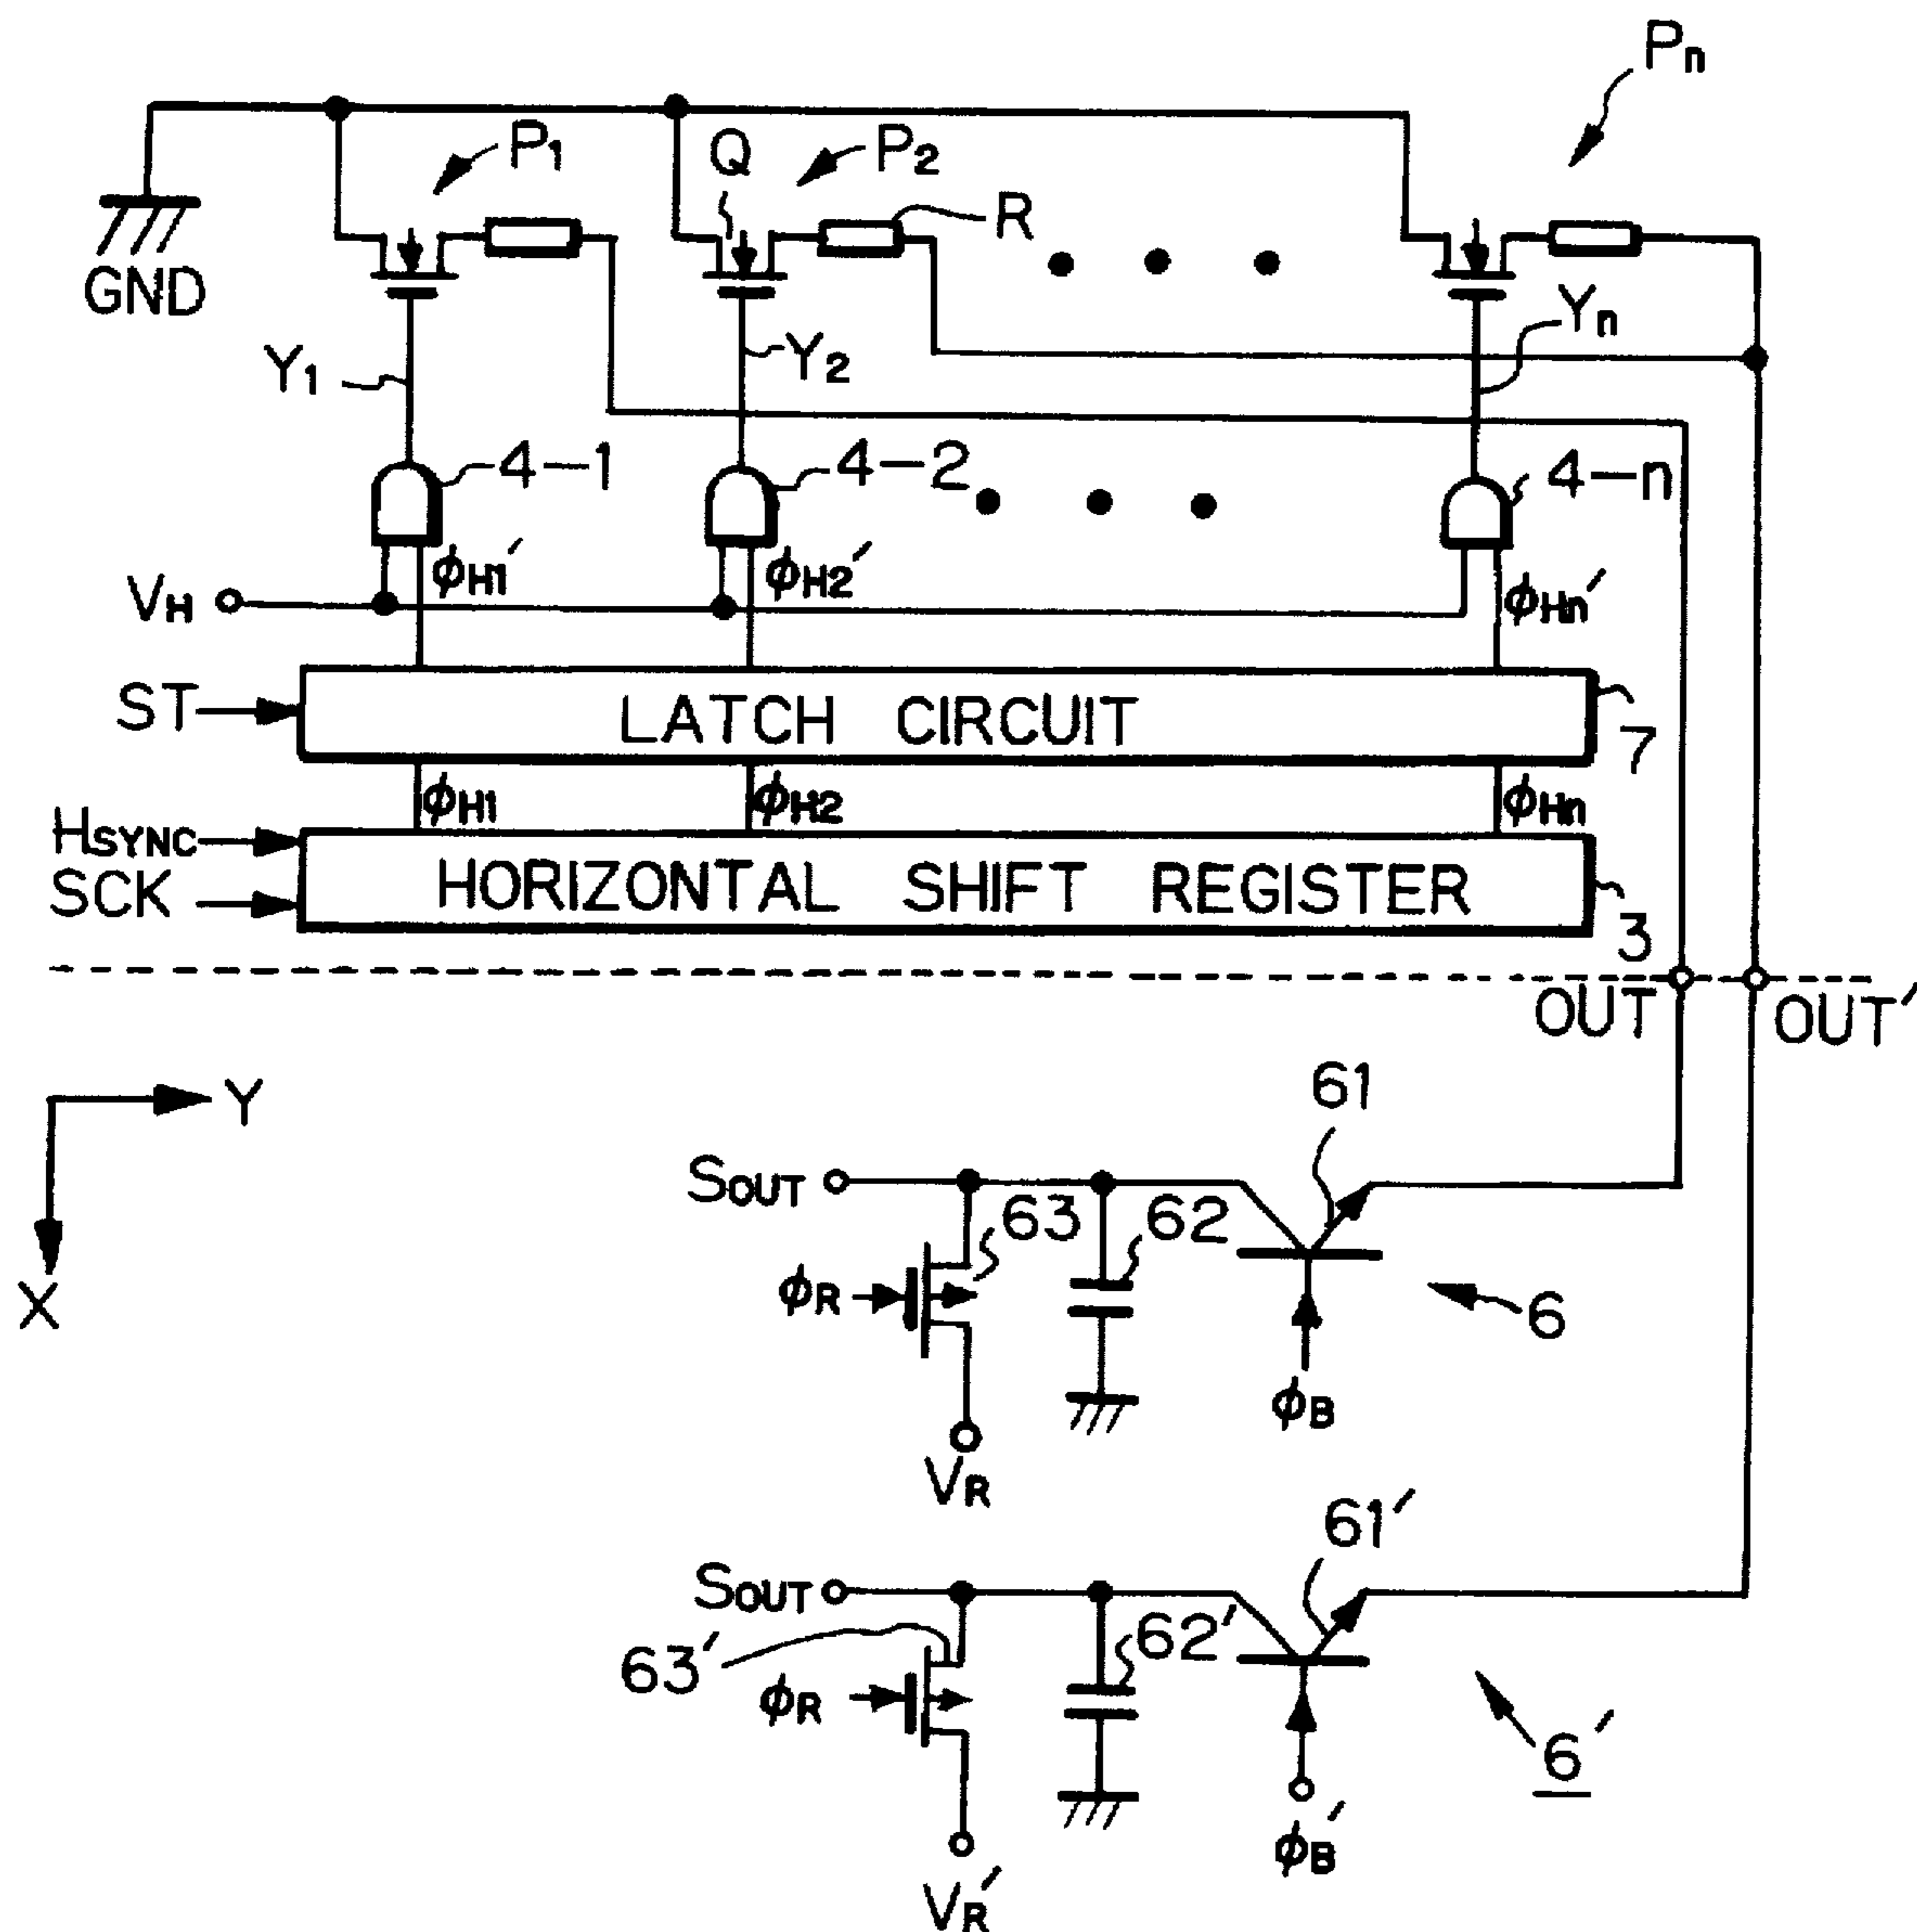 Pn
P1
Q
P2
R
GND
Y1
Y2
Yn
4-1
4-2
4-n
ϕH1'
ϕH2'
ϕHn'
VH
ST
LATCH CIRCUIT
7
ϕH1
ϕH2
ϕHn
HSYNC
SCK
HORIZONTAL SHIFT REGISTER
3
OUT
OUT'
Y
X
61
SOUT
63
62
ϕR
6
ϕB
VR
61'
SOUT
62'
63'
ϕR
6'
ϕB'
VR'